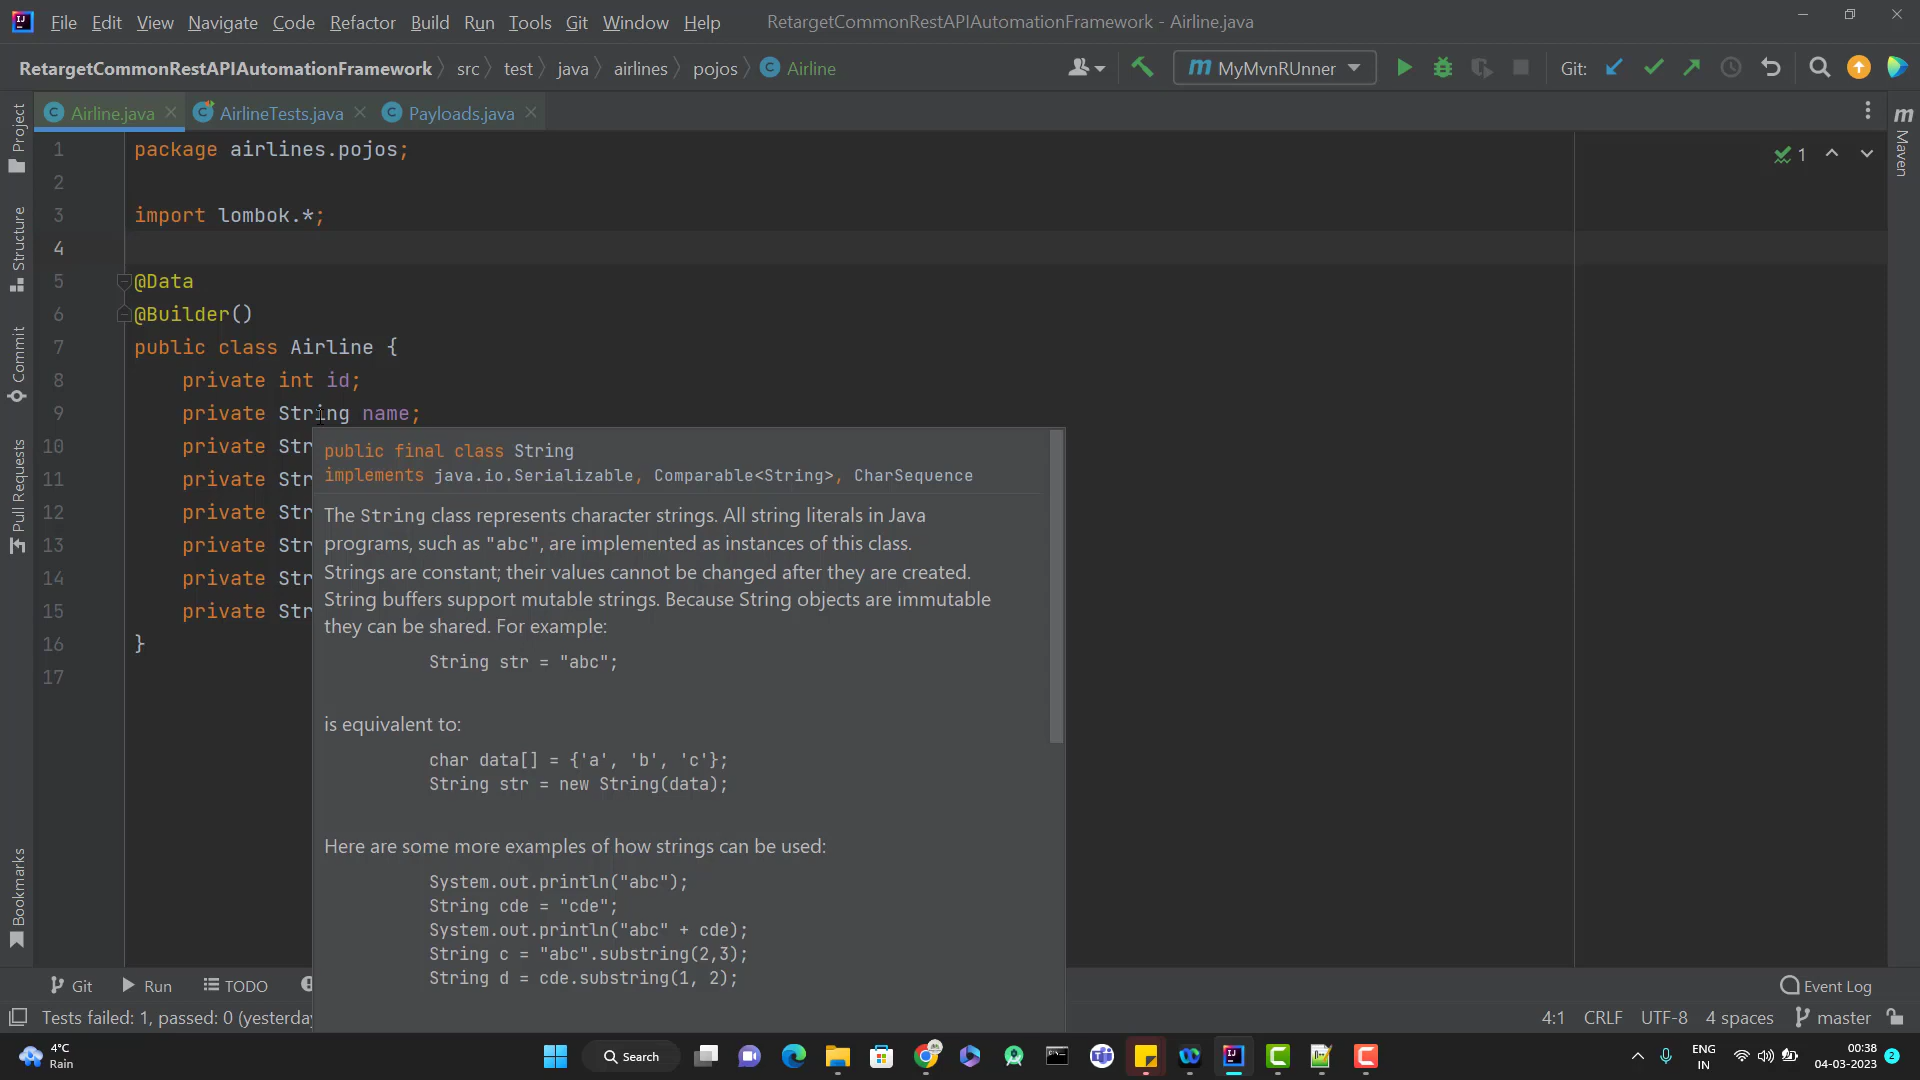 File Edit View Navigate Code Refactor Build Run Tools Git Window Help RetargetCommonRestAPIAutomationFramework - Airline.java
RetargetCommonRestAPIAutomationFramework src test java airlines pojos Airline MyMvnRUnner Git:
Airline.java AirlineTests.java Payloads.java
Project
Structure
Commit
Pull Requests
Bookmarks
Maven
1 package airlines.pojos;
2
3 import lombok.*;
4
5 @Data
6 @Builder()
7 public class Airline {
8 private int id;
9 private String name;
10 private Str
11 private Str
12 private Str
13 private Str
14 private Str
15 private Str
16 }
17
1
public final class String
implements java.io.Serializable, Comparable<String>, CharSequence
The String class represents character strings. All string literals in Java
programs, such as "abc", are implemented as instances of this class.
Strings are constant; their values cannot be changed after they are created.
String buffers support mutable strings. Because String objects are immutable
they can be shared. For example:
String str = "abc";
is equivalent to:
char data[] = {'a', 'b', 'c'};
String str = new String(data);
Here are some more examples of how strings can be used:
System.out.println("abc");
String cde = "cde";
System.out.println("abc" + cde);
String c = "abc".substring(2,3);
String d = cde.substring(1, 2);
Git Run TODO Event Log
Tests failed: 1, passed: 0 (yesterday 4:1 CRLF UTF-8 4 spaces master
4°C
Rain
Search
ENG
IN
00:38
04-03-2023
2